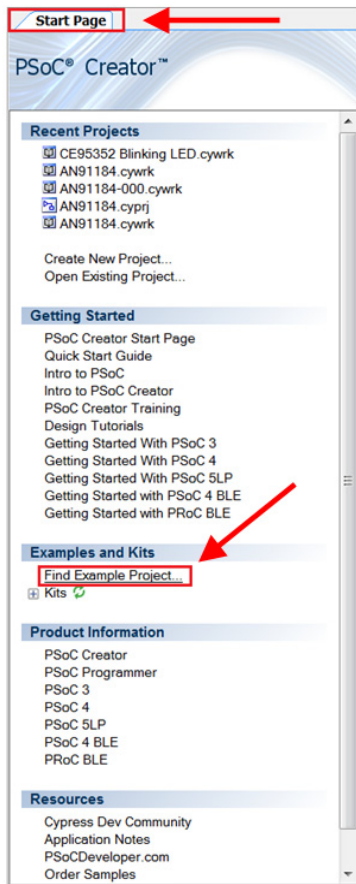 Start Page
PSoC® Creator™
Recent Projects
CE95352 Blinking LED.cywrk
AN91184.cywrk
AN91184-000.cywrk
AN91184.cyprj
AN91184.cywrk
Create New Project...
Open Existing Project...
Getting Started
PSoC Creator Start Page
Quick Start Guide
Intro to PSoC
Intro to PSoC Creator
PSoC Creator Training
Design Tutorials
Getting Started With PSoC 3
Getting Started With PSoC 4
Getting Started With PSoC 5LP
Getting Started with PSoC 4 BLE
Getting Started with PRoC BLE
Examples and Kits
Find Example Project...
Kits
Product Information
PSoC Creator
PSoC Programmer
PSoC 3
PSoC 4
PSoC 5LP
PSoC 4 BLE
PRoC BLE
Resources
Cypress Dev Community
Application Notes
PSoCDeveloper.com
Order Samples